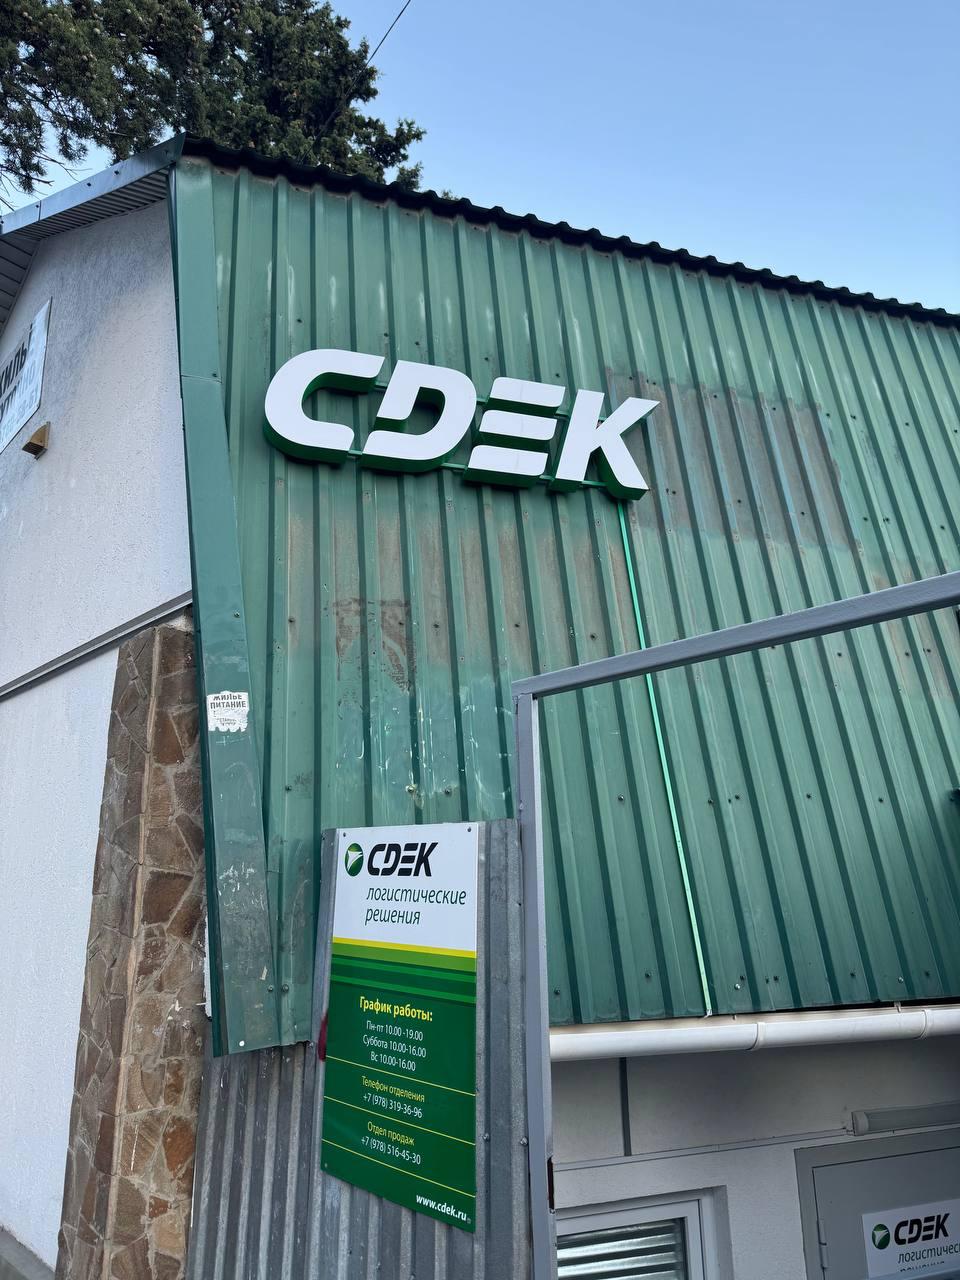 CDEK
ЖИЛЬЕ
ПИТАНИЕ
CDEK
логистические
решения
График работы:
Пн-пт 10.00 -19.00
Суббота 10.00-16.00
Вс 10.00-16.00
Телефон отделения
+7 (978) 319-36-96
Отдел продаж
+7 (978) 516-45-30
www.cdek.ru
CDEK